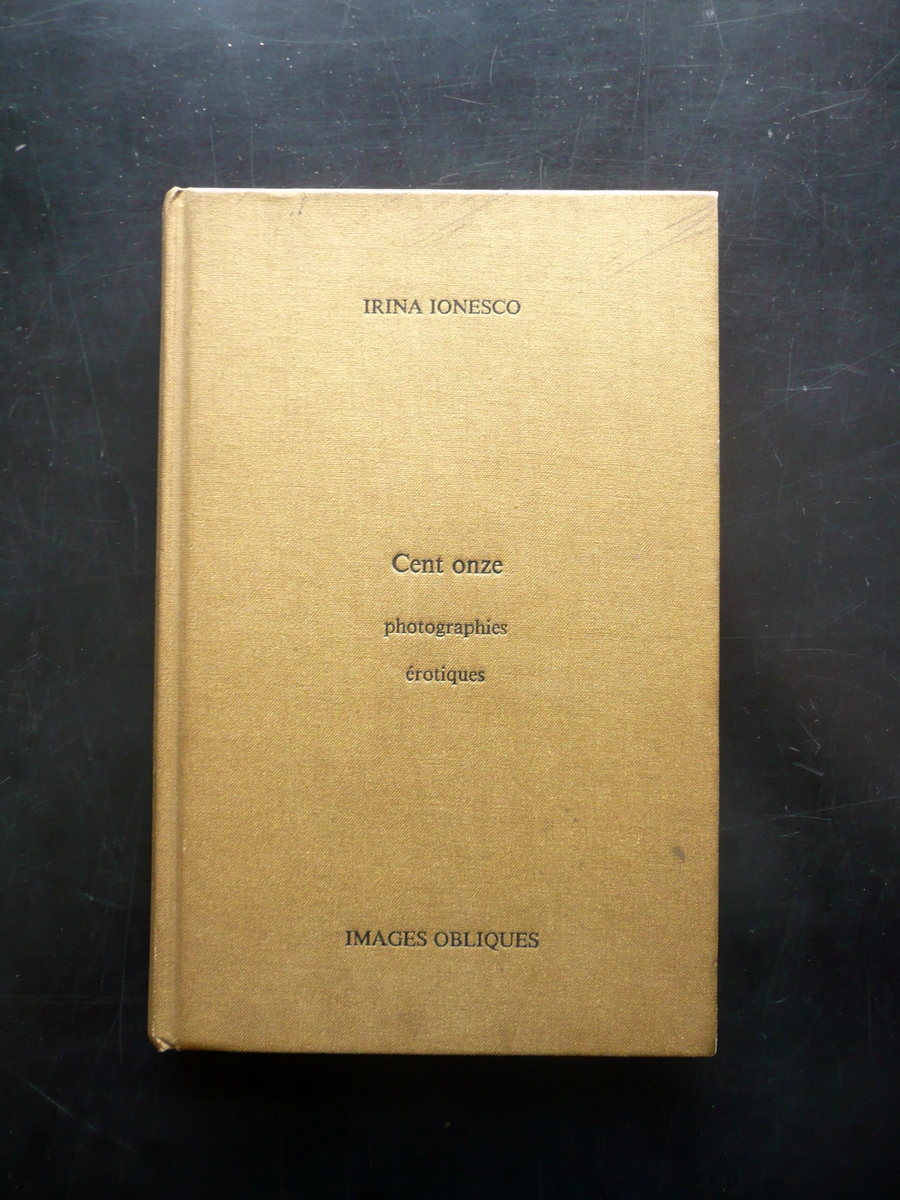 IRINA IONESCO
Cent onze
photographies
érotiques
IMAGES OBLIQUES